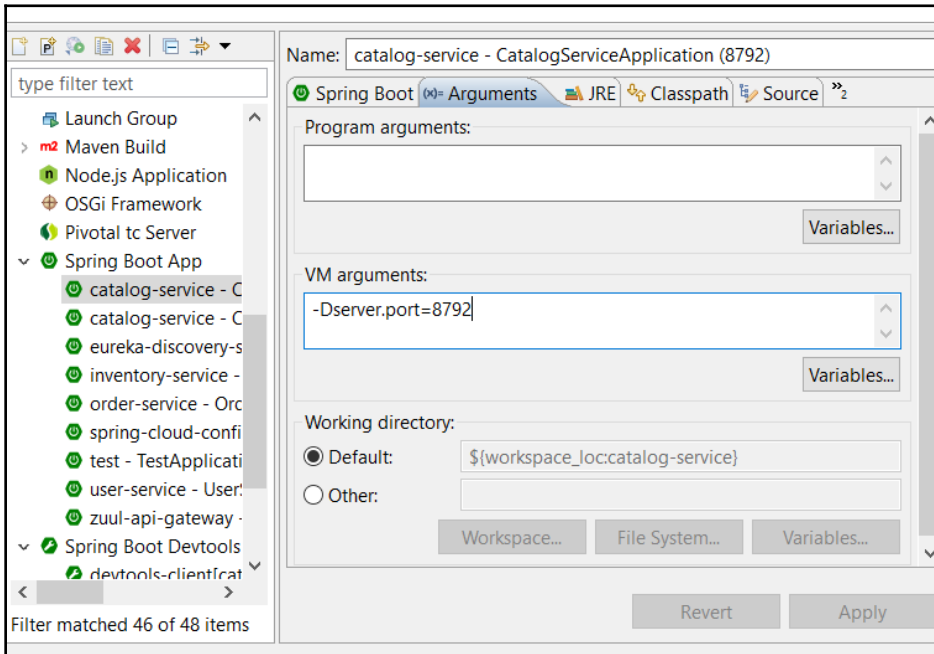 Name: catalog-service - CatalogServiceApplication (8792)
type filter text
Launch Group
m2 Maven Build
n Node.js Application
OSGi Framework
Pivotal tc Server
Spring Boot App
catalog-service - C
catalog-service - C
eureka-discovery-s
inventory-service -
order-service - Orc
spring-cloud-confi
test - TestApplicati
user-service - User
zuul-api-gateway -
Spring Boot Devtools
devtools-client[cat
Filter matched 46 of 48 items
Spring Boot (x)= Arguments JRE Classpath Source »2
Program arguments:
Variables...
VM arguments:
-Dserver.port=8792
Variables...
Working directory:
Default: ${workspace_loc:catalog-service}
Other:
Workspace... File System... Variables...
Revert Apply